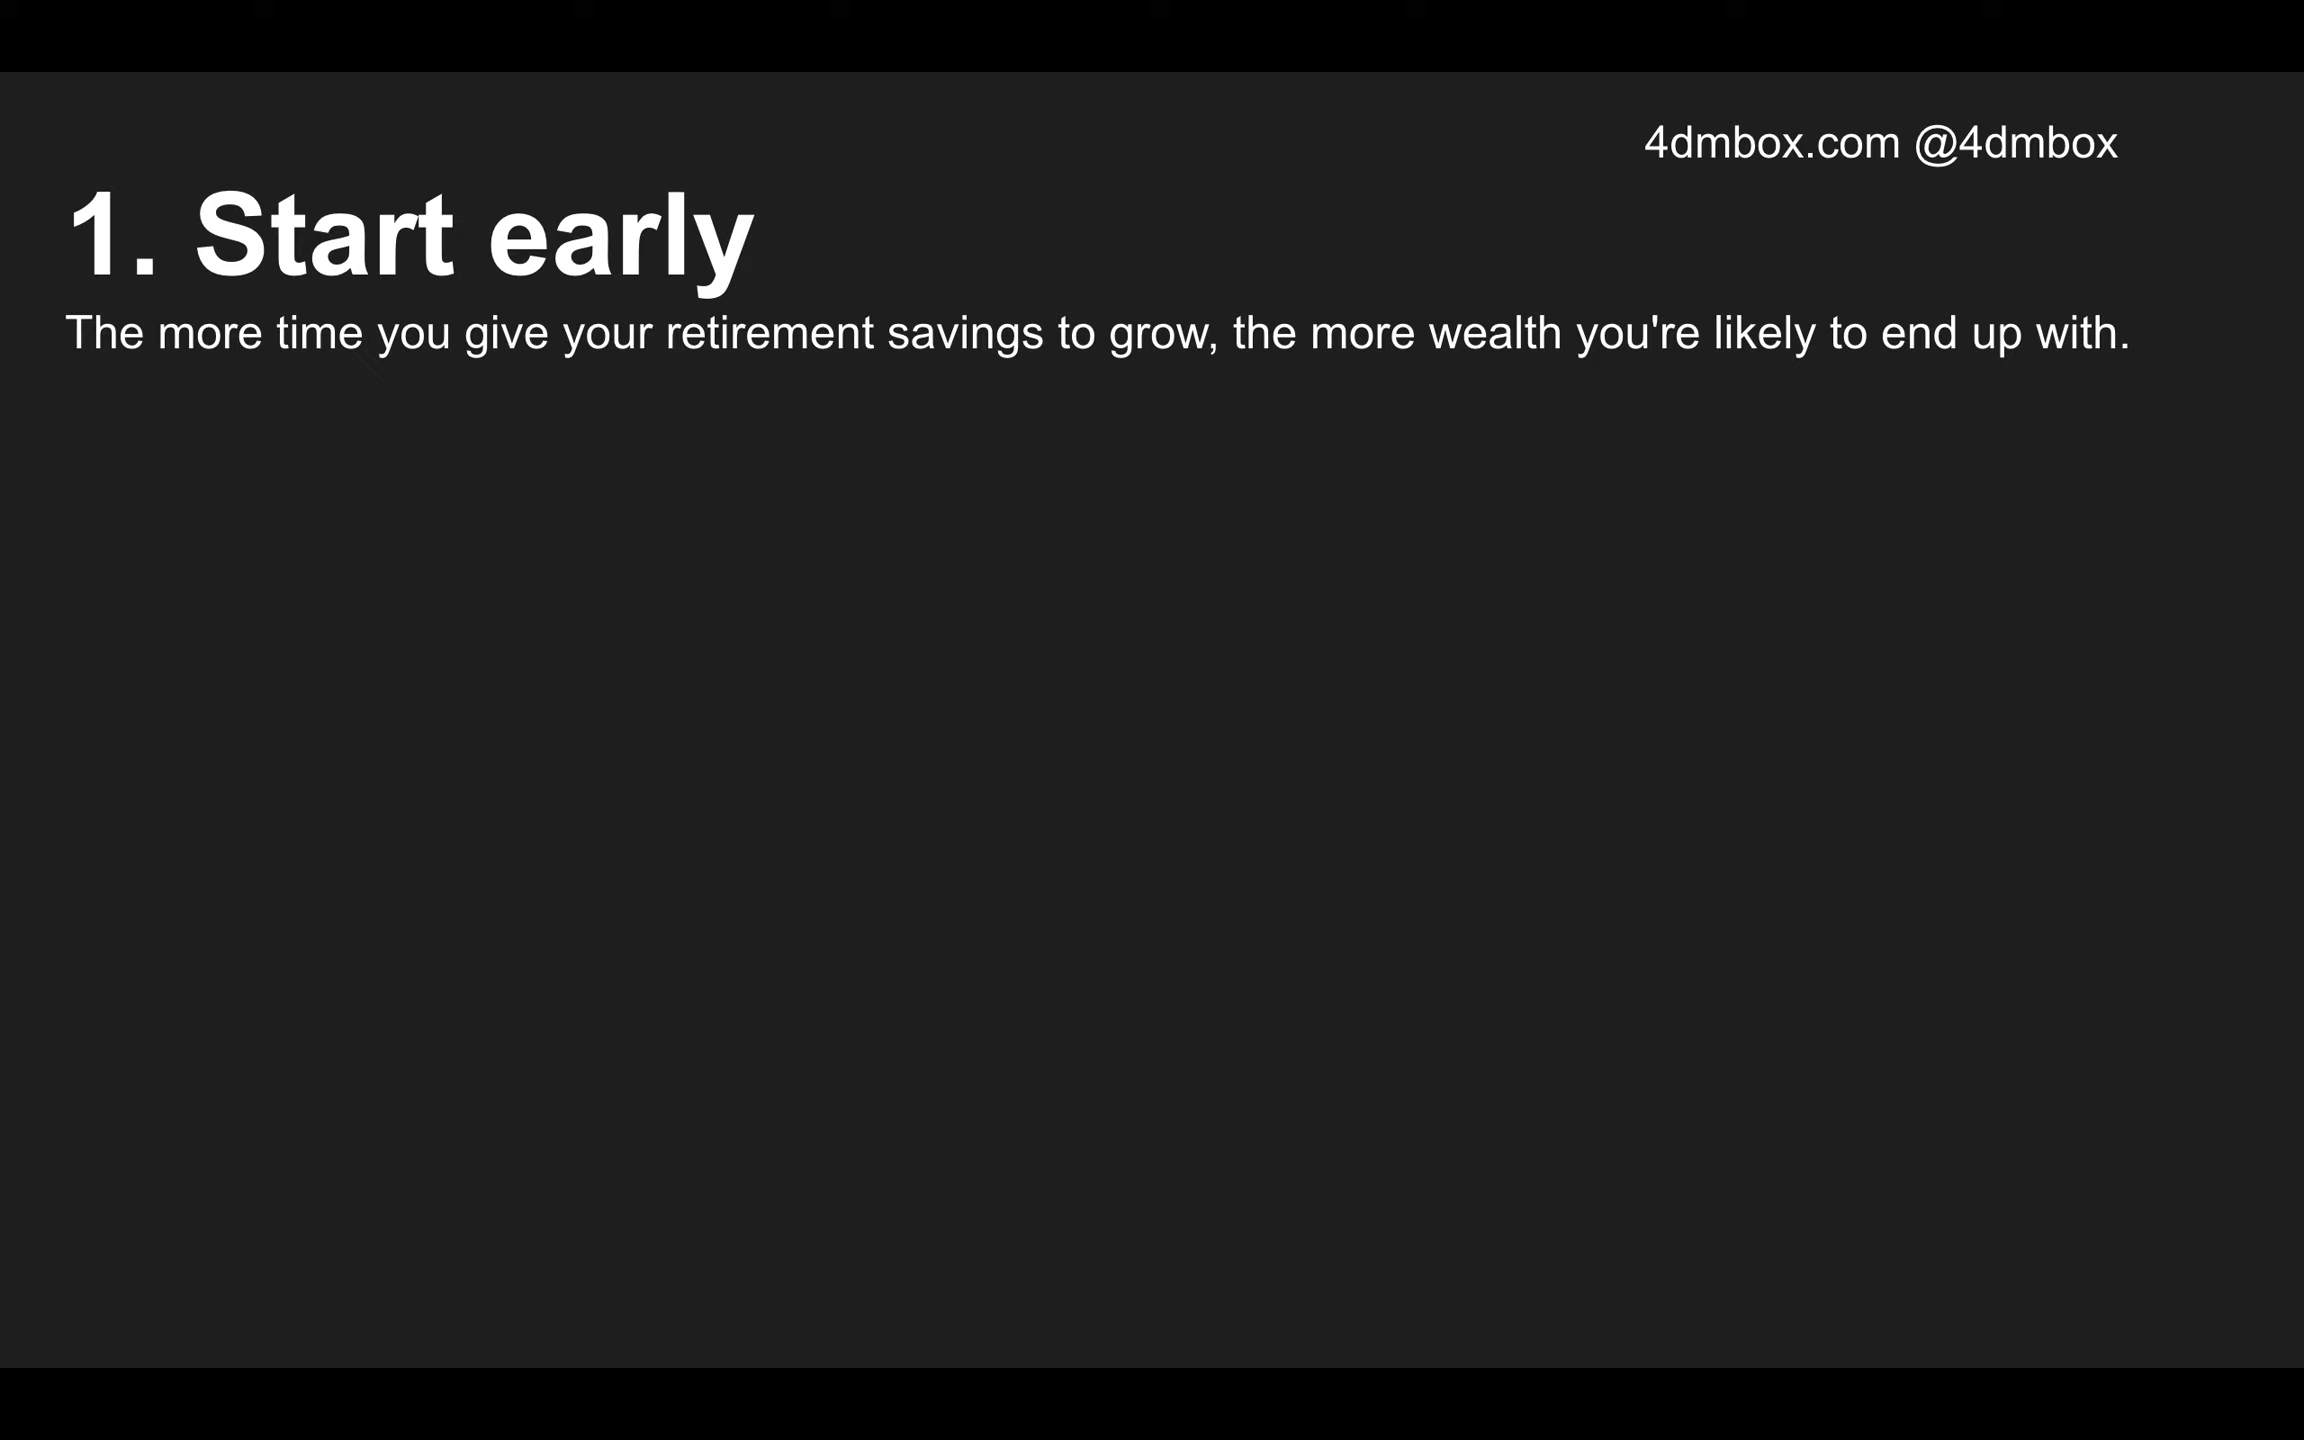 4dmbox.com @4dmbox
1. Start early
The more time you give your retirement savings to grow, the more wealth you're likely to end up with.